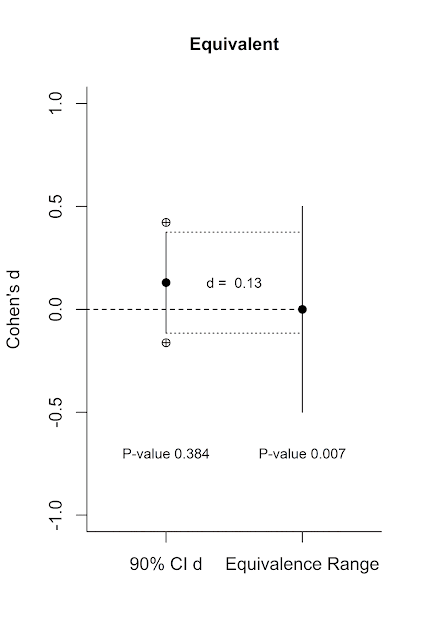 Equivalent
1.0
0.5
0.0
-0.5
-1.0
Cohen's d
d = 0.13
P-value 0.384
P-value 0.007
90% CI d
Equivalence Range